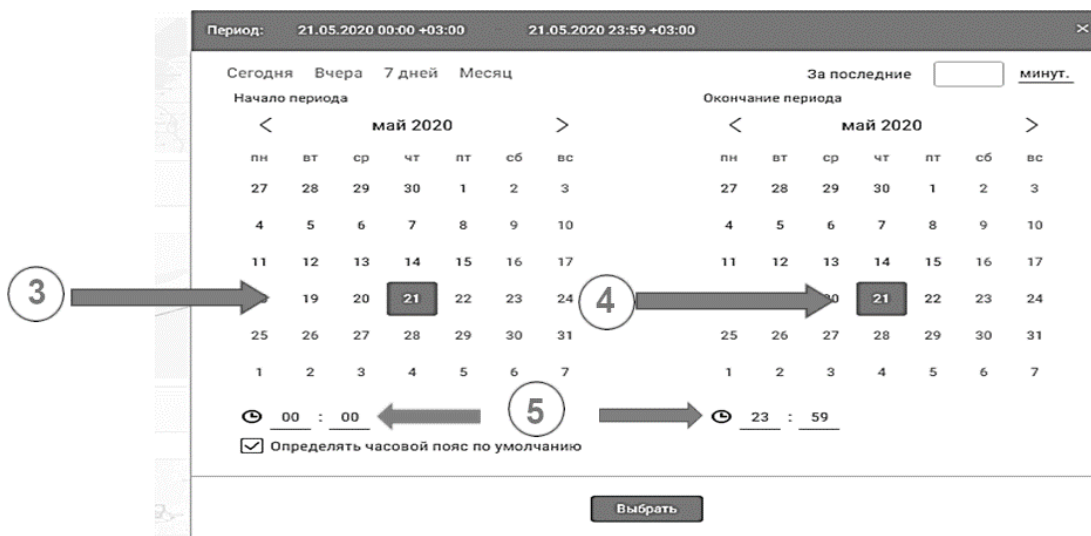 Период: 21.05.2020 00:00 +03:00 - 21.05.2020 23:59 +03:00 ×
Сегодня Вчера 7 дней Месяц За последние минут.
Начало периода Окончание периода
< май 2020 > < май 2020 >
пн вт ср чт пт сб вс пн вт ср чт пт сб вс
27 28 29 30 1 2 3 27 28 29 30 1 2 3
4 5 6 7 8 9 10 4 5 6 7 8 9 10
11 12 13 14 15 16 17 11 12 13 14 15 16 17
3 19 20 21 22 23 24 4 21 22 23 24
25 26 27 28 29 30 31 25 26 27 28 29 30 31
1 2 3 4 5 6 7 1 2 3 4 5 6 7
00 : 00 5 23 : 59
Определять часовой пояс по умолчанию
Выбрать